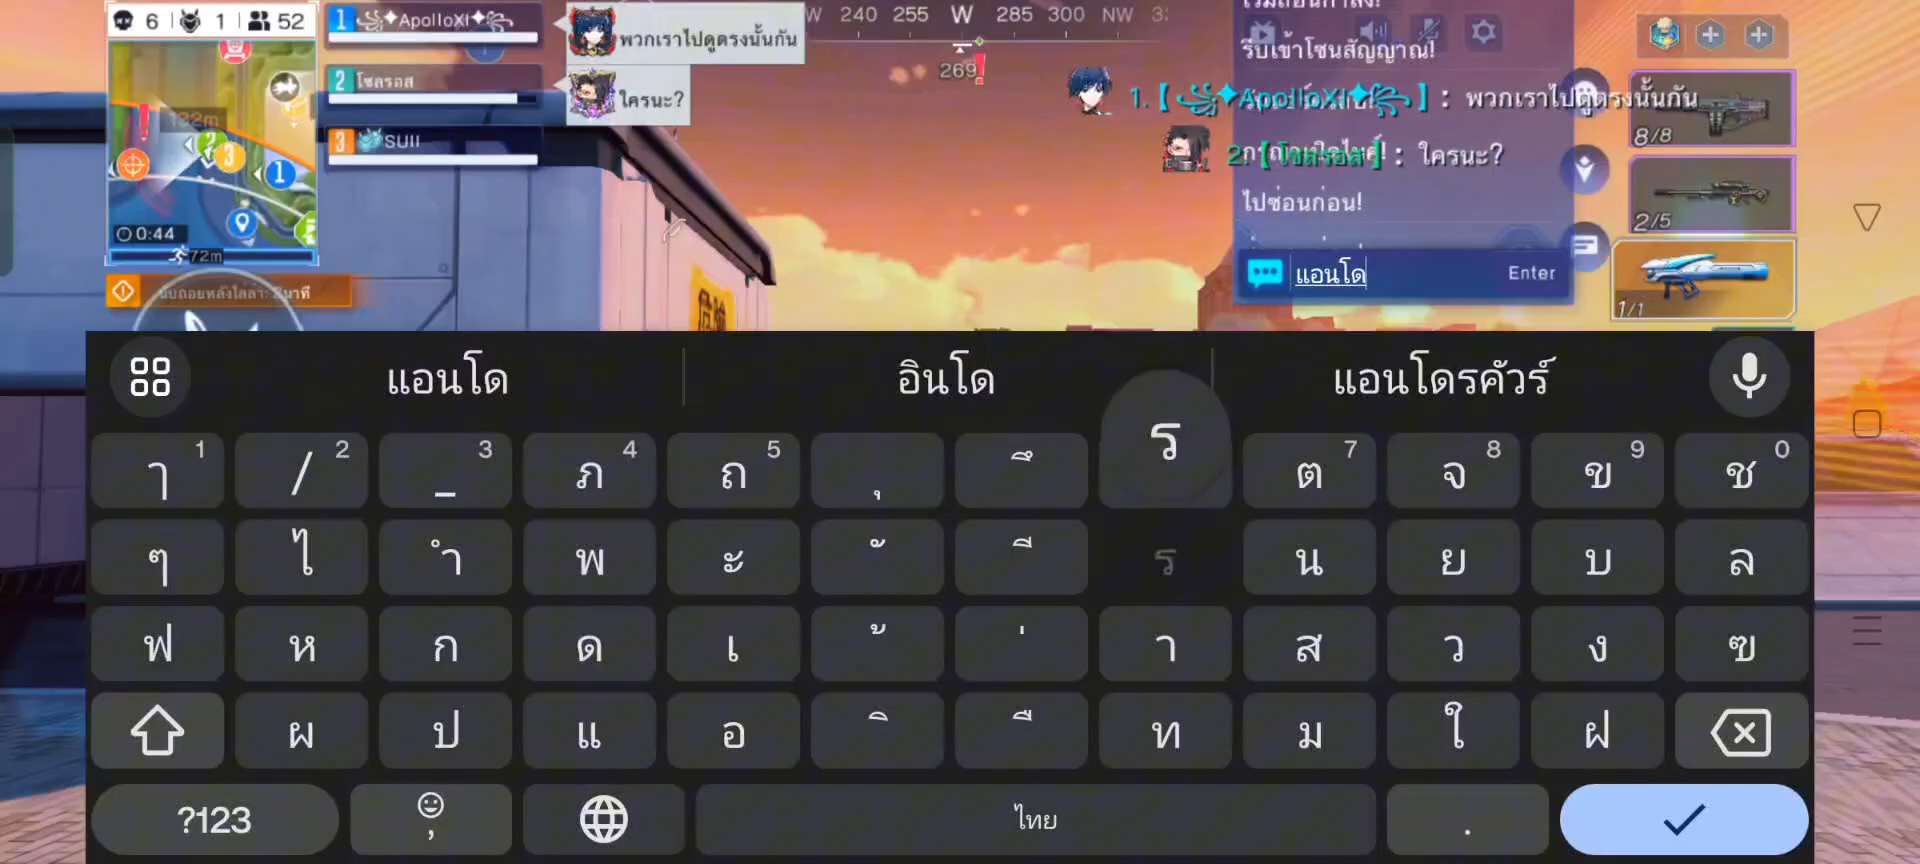 6 1 52
1 ꧁✦ApolloXI✦꧂
พวกเราไปดูตรงนั้นกัน
2 โซลรอส
ใครนะ?
3 SUII
W 240 255 W 285 300 NW
269
132m
0:44
72m
รีบเข้าโซนสัญญาณ!
1.【꧁✦ApolloXI✦꧂】: พวกเราไปดูตรงนั้นกัน
2.【โซลรอส】: ใครนะ?
ไปซ่อนก่อน!
แอนโด Enter
8/8
2/5
1/1
แอนโด อินโด แอนโดรคัวร์
ๅ 1 / 2 _ 3 ภ 4 ถ 5 ุ ึ ร ต 7 จ 8 ข 9 ช 0
ๆ ไ ำ พ ะ ั ี ร น ย บ ล
ฟ ห ก ด เ ้ ่ า ส ว ง ฃ
ผ ป แ อ ิ ื ท ม ใ ฝ
?123 , ไทย .